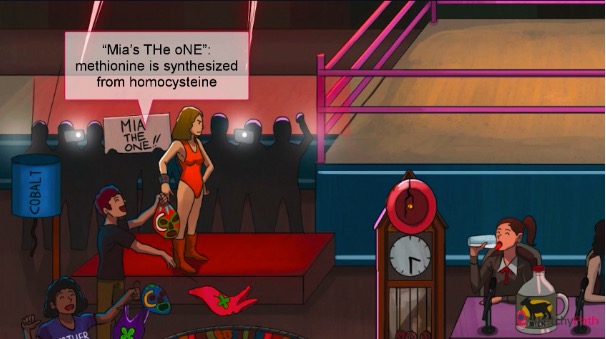 “Mia’s THe oNE”:
methionine is synthesized
from homocysteine
MIA
THE
ONE!!
COBALT